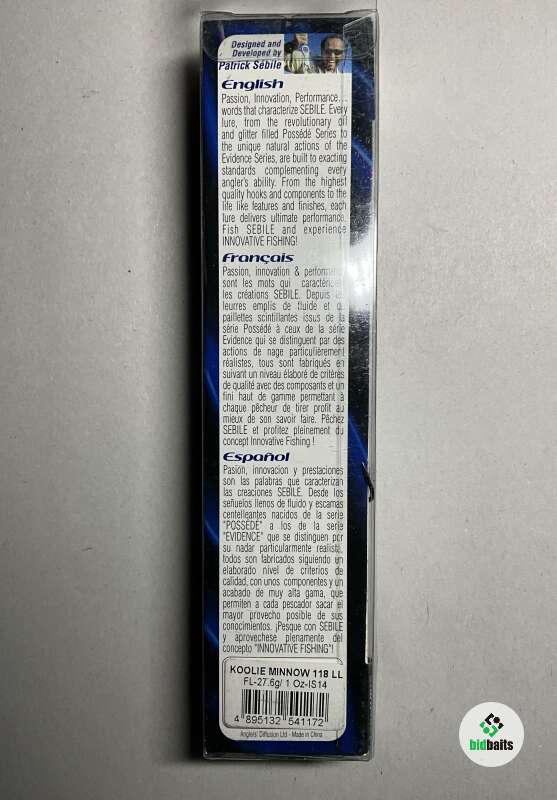 Designed and
Developed by
Patrick Sébile
English
Passion, Innovation, Performance...
words that characterize SEBILE. Every
lure, from the revolutionary oil
and glitter filled Possédé Series to
the unique natural actions of the
Evidence Series, are built to exacting
standards complementing every
angler's ability. From the highest
quality hooks and components to the
life like features and finishes, each
lure delivers ultimate performance.
Fish SEBILE and experience
INNOVATIVE FISHING!
Français
Passion, innovation & performance
sont les mots qui caractérisent
les créations SEBILE. Depuis les
leurres emplis de fluide et de
paillettes scintillantes issus de la
série Possédé à ceux de la série
Evidence qui se distinguent par des
actions de nage particulièrement
réalistes, tous sont fabriqués en
suivant un niveau élaboré de critères
de qualité avec des composants et un
fini haut de gamme permettant à
chaque pêcheur de tirer profit au
mieux de son savoir faire. Pêchez
SEBILE et profitez pleinement du
concept Innovative Fishing !
Español
Pasión, innovacion y prestaciones
son las palabras que caracterizan
las creaciones SEBILE. Desde los
señuelos llenos de fluido y escamas
centelleantes nacidos de la serie
"POSSEDE" a los de la serie
"EVIDENCE" que se distinguen por
su nadar particularmente realista,
todos son fabricados siguiendo un
elaborado nivel de criterios de
calidad, con unos componentes y un
acabado de muy alta gama, que
permiten a cada pescador sacar el
mayor provecho posible de sus
conocimientos. ¡Pesque con SEBILE
y aprovechese plenamente del
concepto "INNOVATIVE FISHING"!
KOOLIE MINNOW 118 LL
FL-27.6g/ 1 Oz-IS14
4 895132 541172
Anglers' Diffusion Ltd - Made in China
bidbaits